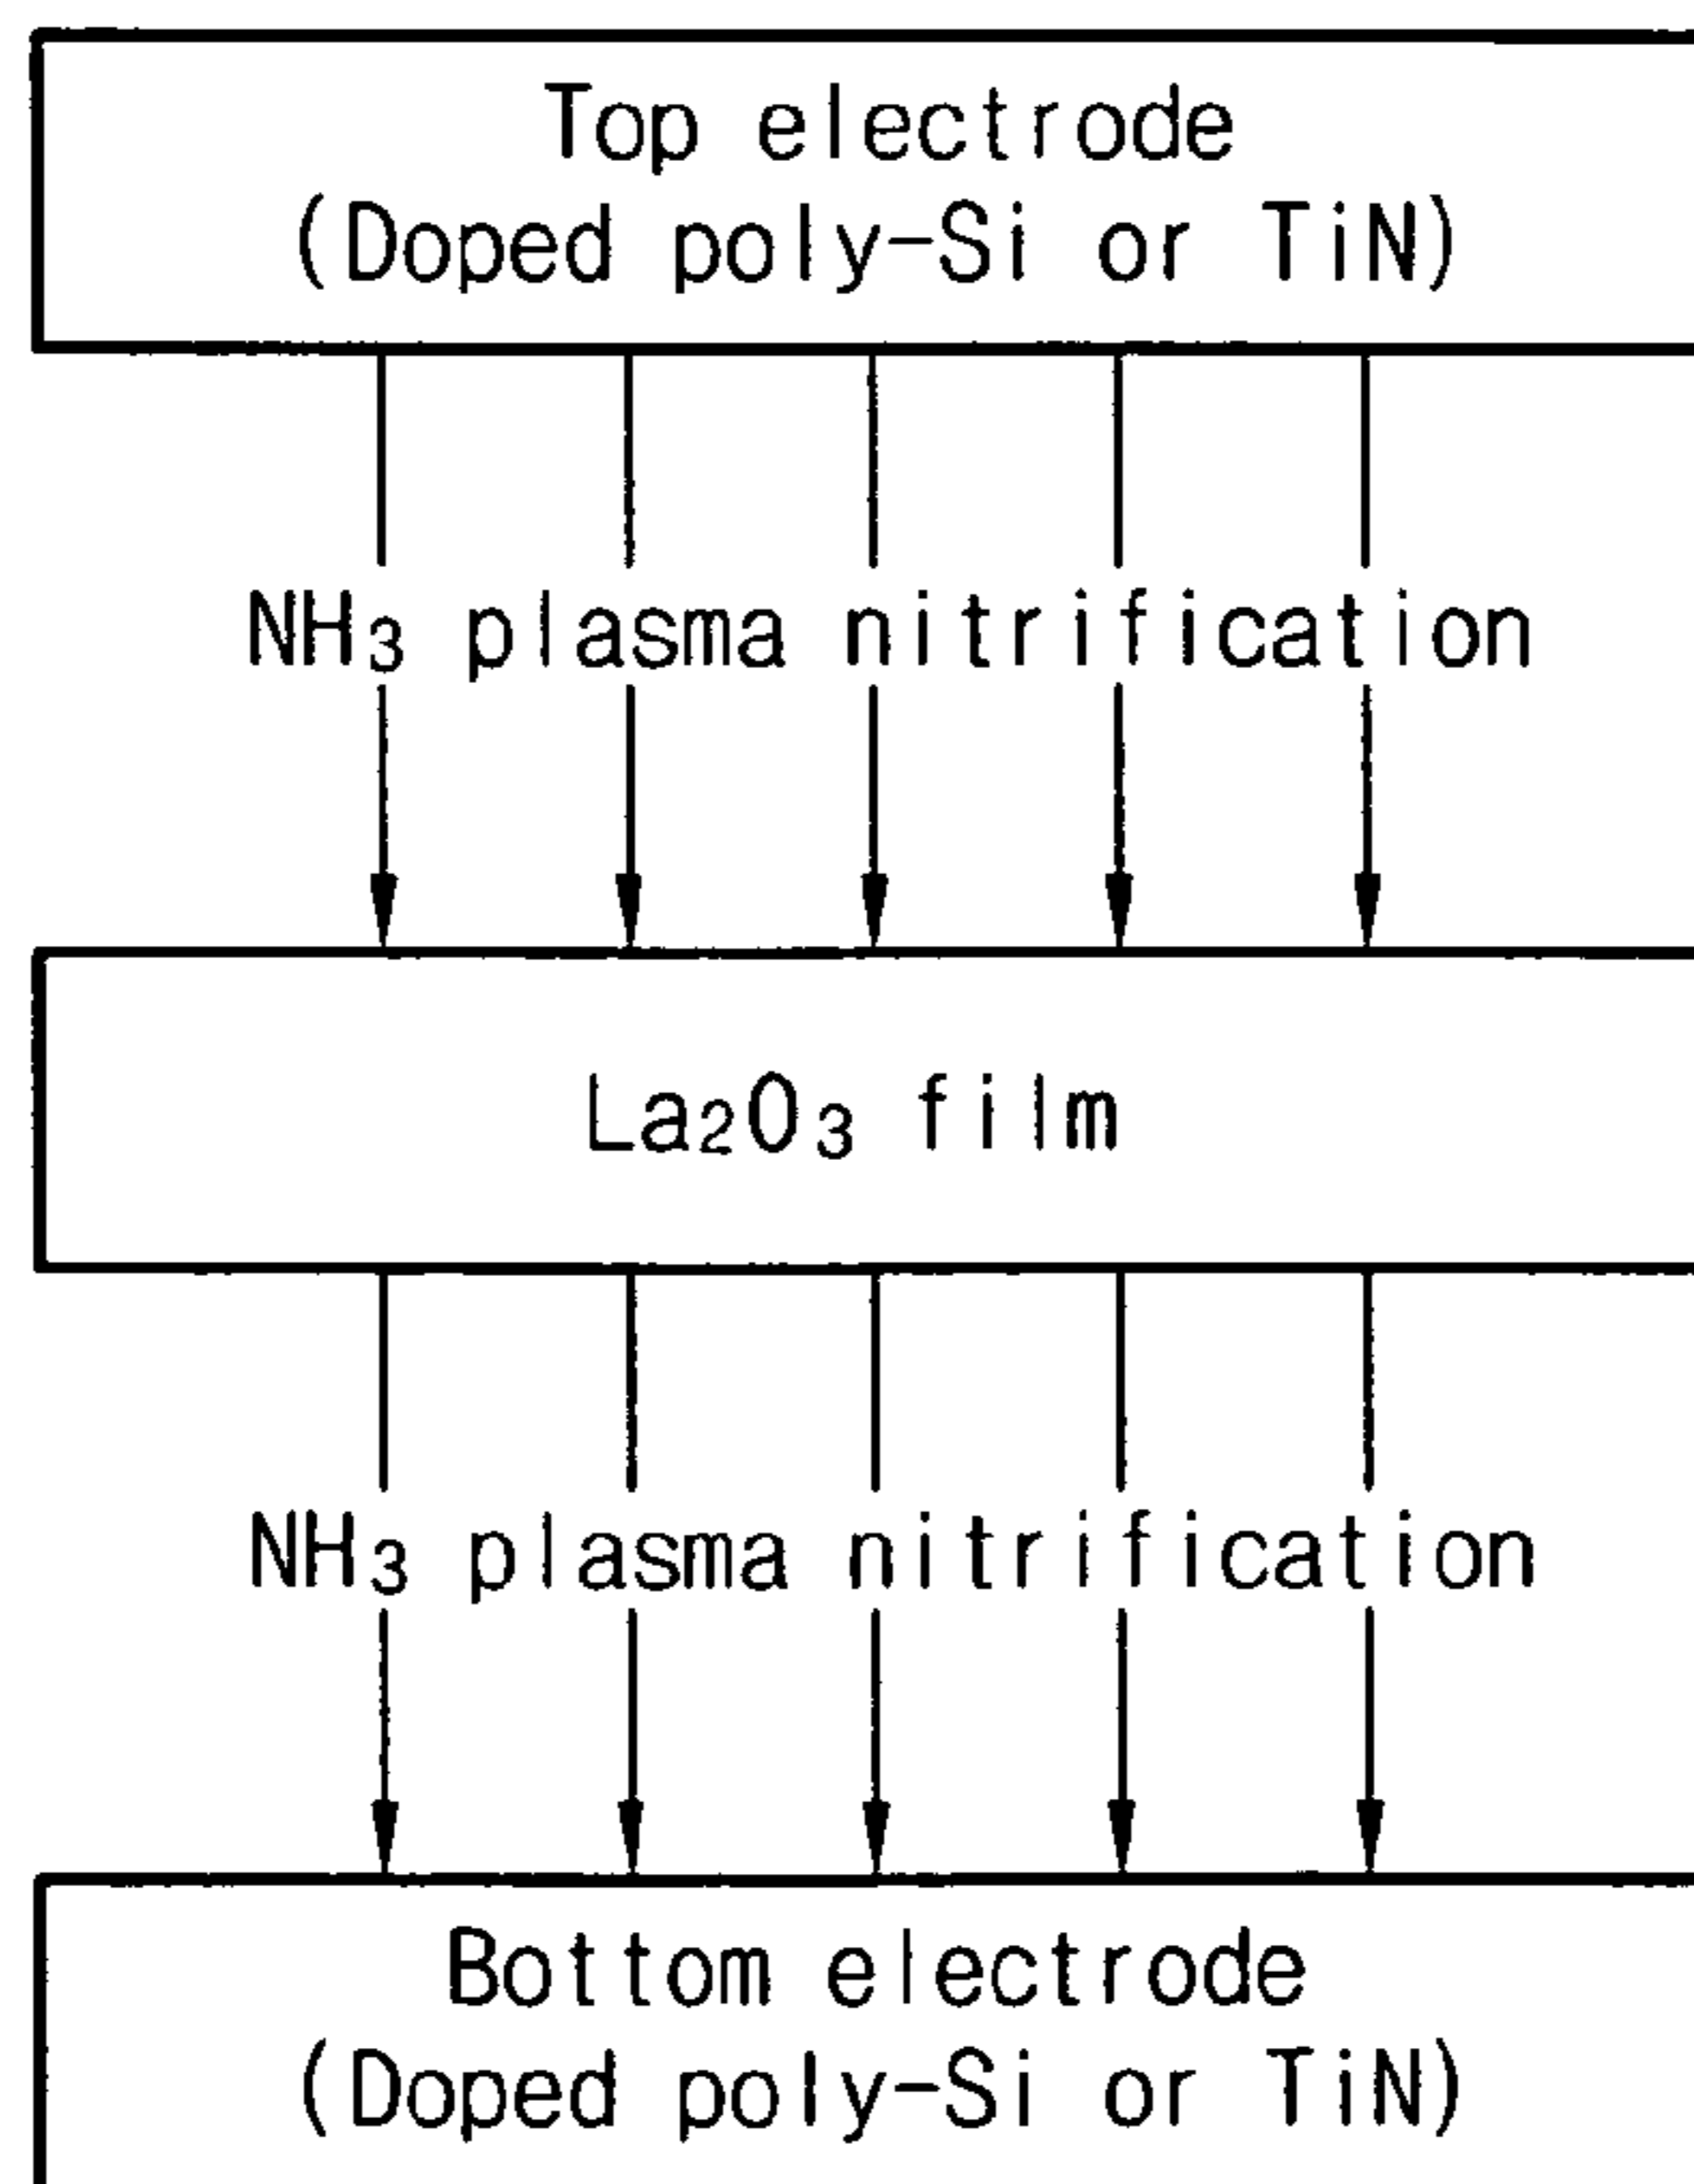 Top electrode
(Doped poly-Si or TiN)
NH₃ plasma nitrification
La₂O₃ film
NH₃ plasma nitrification
Bottom electrode
(Doped poly-Si or TiN)